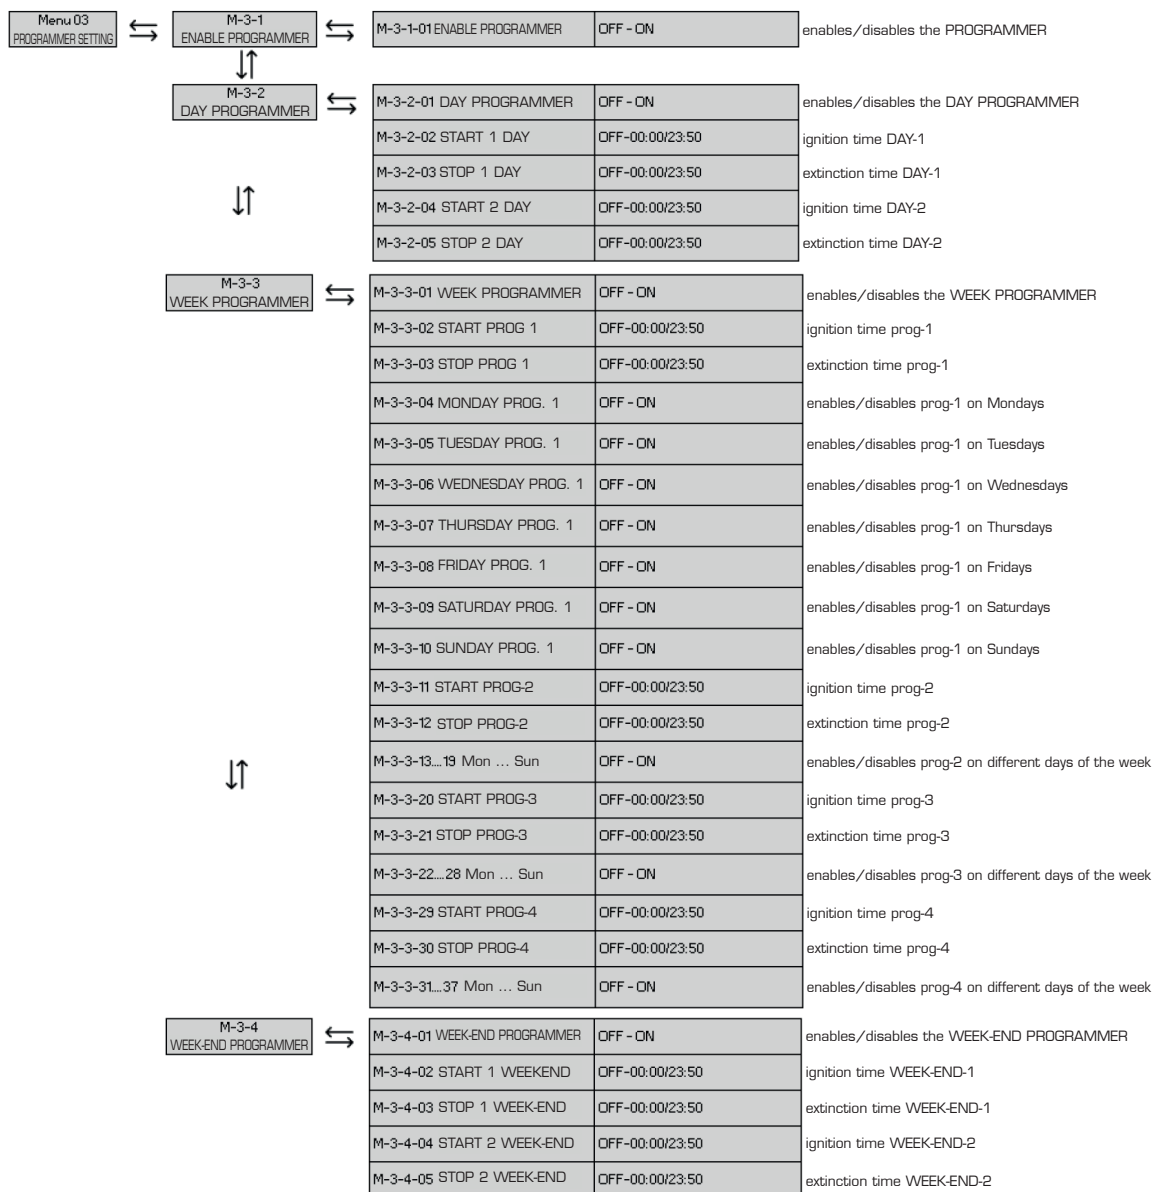 Menu 03
PROGRAMMER SETTING
M-3-1
ENABLE PROGRAMMER
M-3-1-01 ENABLE PROGRAMMER OFF - ON enables/disables the PROGRAMMER
M-3-2
DAY PROGRAMMER
M-3-2-01 DAY PROGRAMMER OFF - ON enables/disables the DAY PROGRAMMER
M-3-2-02 START 1 DAY OFF-00:00/23:50 ignition time DAY-1
M-3-2-03 STOP 1 DAY OFF-00:00/23:50 extinction time DAY-1
M-3-2-04 START 2 DAY OFF-00:00/23:50 ignition time DAY-2
M-3-2-05 STOP 2 DAY OFF-00:00/23:50 extinction time DAY-2
M-3-3
WEEK PROGRAMMER
M-3-3-01 WEEK PROGRAMMER OFF - ON enables/disables the WEEK PROGRAMMER
M-3-3-02 START PROG 1 OFF-00:00/23:50 ignition time prog-1
M-3-3-03 STOP PROG 1 OFF-00:00/23:50 extinction time prog-1
M-3-3-04 MONDAY PROG. 1 OFF - ON enables/disables prog-1 on Mondays
M-3-3-05 TUESDAY PROG. 1 OFF - ON enables/disables prog-1 on Tuesdays
M-3-3-06 WEDNESDAY PROG. 1 OFF - ON enables/disables prog-1 on Wednesdays
M-3-3-07 THURSDAY PROG. 1 OFF - ON enables/disables prog-1 on Thursdays
M-3-3-08 FRIDAY PROG. 1 OFF - ON enables/disables prog-1 on Fridays
M-3-3-09 SATURDAY PROG. 1 OFF - ON enables/disables prog-1 on Saturdays
M-3-3-10 SUNDAY PROG. 1 OFF - ON enables/disables prog-1 on Sundays
M-3-3-11 START PROG-2 OFF-00:00/23:50 ignition time prog-2
M-3-3-12 STOP PROG-2 OFF-00:00/23:50 extinction time prog-2
M-3-3-13....19 Mon ... Sun OFF - ON enables/disables prog-2 on different days of the week
M-3-3-20 START PROG-3 OFF-00:00/23:50 ignition time prog-3
M-3-3-21 STOP PROG-3 OFF-00:00/23:50 extinction time prog-3
M-3-3-22....28 Mon ... Sun OFF - ON enables/disables prog-3 on different days of the week
M-3-3-29 START PROG-4 OFF-00:00/23:50 ignition time prog-4
M-3-3-30 STOP PROG-4 OFF-00:00/23:50 extinction time prog-4
M-3-3-31....37 Mon ... Sun OFF - ON enables/disables prog-4 on different days of the week
M-3-4
WEEK-END PROGRAMMER
M-3-4-01 WEEK-END PROGRAMMER OFF - ON enables/disables the WEEK-END PROGRAMMER
M-3-4-02 START 1 WEEKEND OFF-00:00/23:50 ignition time WEEK-END-1
M-3-4-03 STOP 1 WEEK-END OFF-00:00/23:50 extinction time WEEK-END-1
M-3-4-04 START 2 WEEK-END OFF-00:00/23:50 ignition time WEEK-END-2
M-3-4-05 STOP 2 WEEK-END OFF-00:00/23:50 extinction time WEEK-END-2